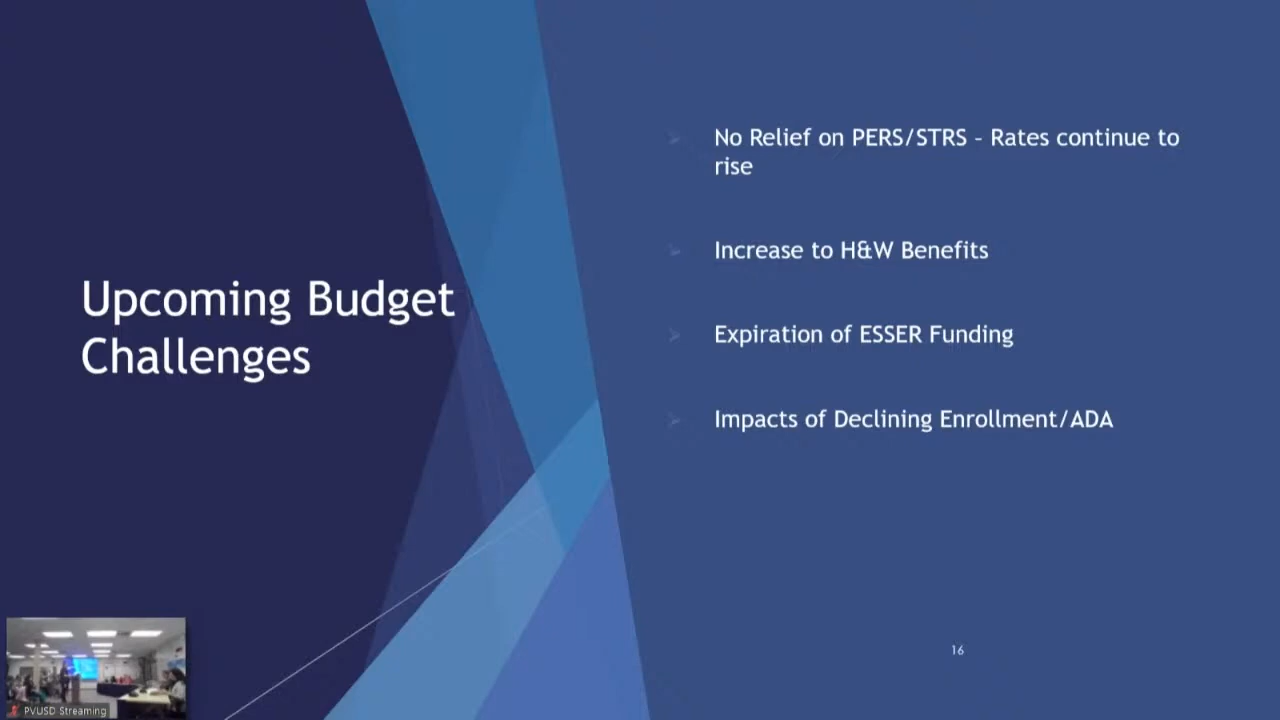 Upcoming Budget
Challenges
No Relief on PERS/STRS – Rates continue to
rise
Increase to H&W Benefits
Expiration of ESSER Funding
Impacts of Declining Enrollment/ADA
16
PVUSD Streaming